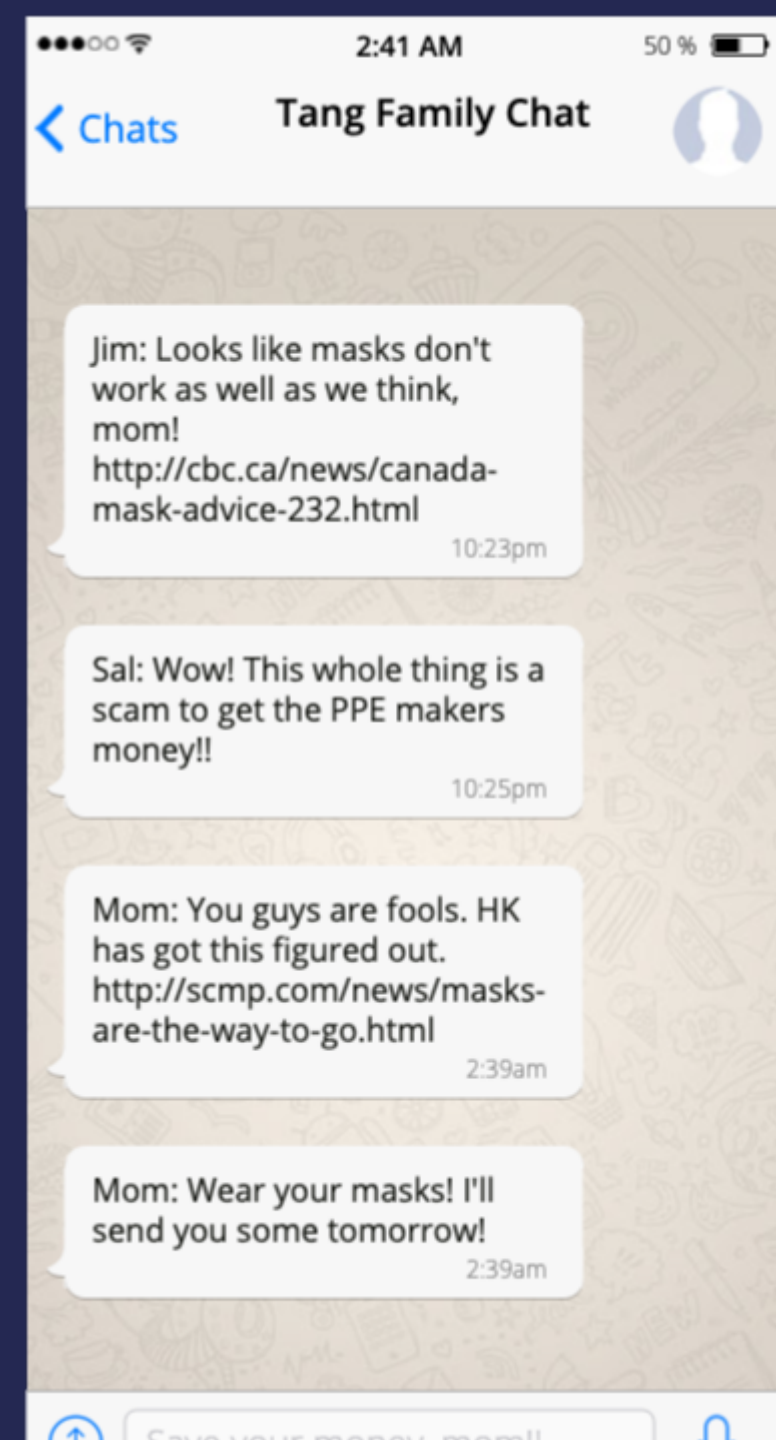 2:41 AM
50 %
Chats
Tang Family Chat
Jim: Looks like masks don't
work as well as we think,
mom!
http://cbc.ca/news/canada-
mask-advice-232.html
10:23pm
Sal: Wow! This whole thing is a
scam to get the PPE makers
money!!
10:25pm
Mom: You guys are fools. HK
has got this figured out.
http://scmp.com/news/masks-
are-the-way-to-go.html
2:39am
Mom: Wear your masks! I'll
send you some tomorrow!
2:39am
Save your money, mom!!